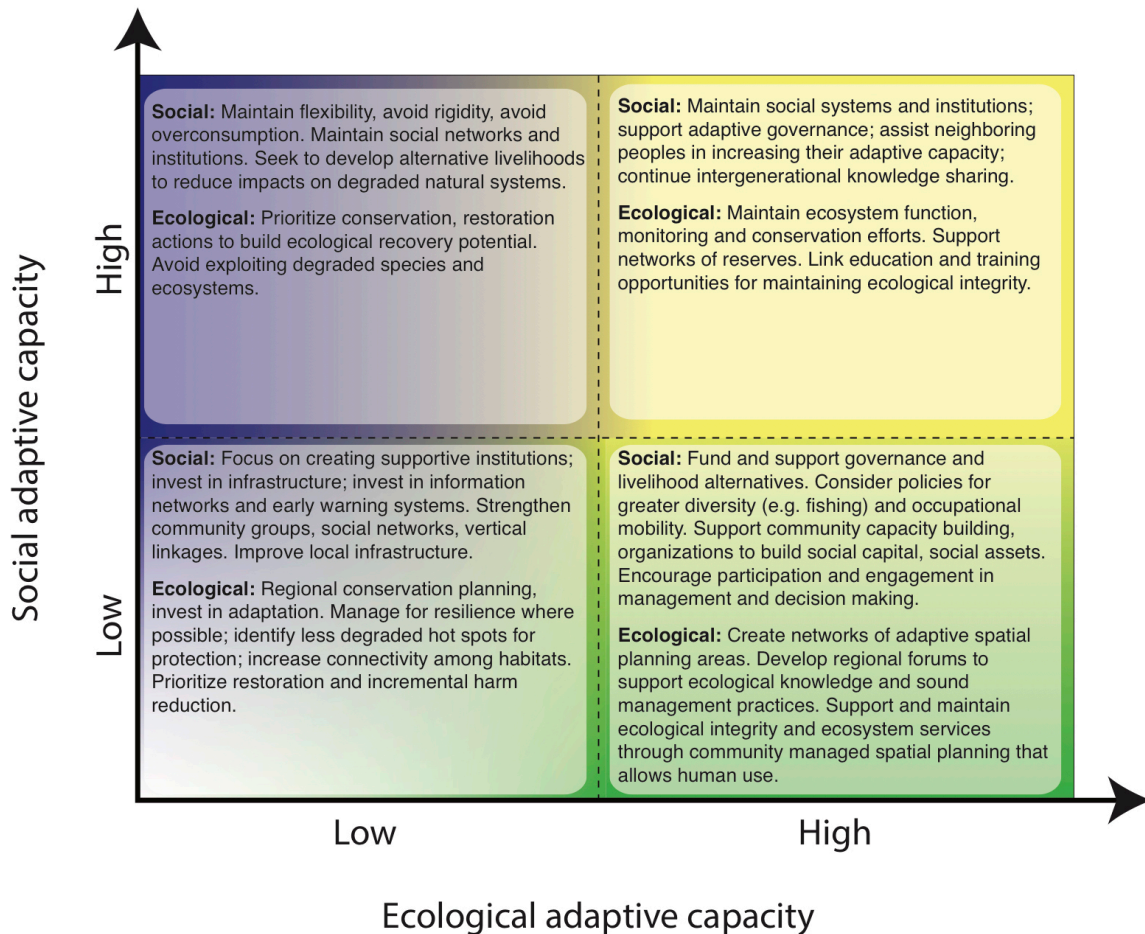 Social adaptive capacity
High
Low
Social: Maintain flexibility, avoid rigidity, avoid
overconsumption. Maintain social networks and
institutions. Seek to develop alternative livelihoods
to reduce impacts on degraded natural systems.
Ecological: Prioritize conservation, restoration
actions to build ecological recovery potential.
Avoid exploiting degraded species and
ecosystems.
Social: Maintain social systems and institutions;
support adaptive governance; assist neighboring
peoples in increasing their adaptive capacity;
continue intergenerational knowledge sharing.
Ecological: Maintain ecosystem function,
monitoring and conservation efforts. Support
networks of reserves. Link education and training
opportunities for maintaining ecological integrity.
Social: Focus on creating supportive institutions;
invest in infrastructure; invest in information
networks and early warning systems. Strengthen
community groups, social networks, vertical
linkages. Improve local infrastructure.
Ecological: Regional conservation planning,
invest in adaptation. Manage for resilience where
possible; identify less degraded hot spots for
protection; increase connectivity among habitats.
Prioritize restoration and incremental harm
reduction.
Social: Fund and support governance and
livelihood alternatives. Consider policies for
greater diversity (e.g. fishing) and occupational
mobility. Support community capacity building,
organizations to build social capital, social assets.
Encourage participation and engagement in
management and decision making.
Ecological: Create networks of adaptive spatial
planning areas. Develop regional forums to
support ecological knowledge and sound
management practices. Support and maintain
ecological integrity and ecosystem services
through community managed spatial planning that
allows human use.
Low
High
Ecological adaptive capacity